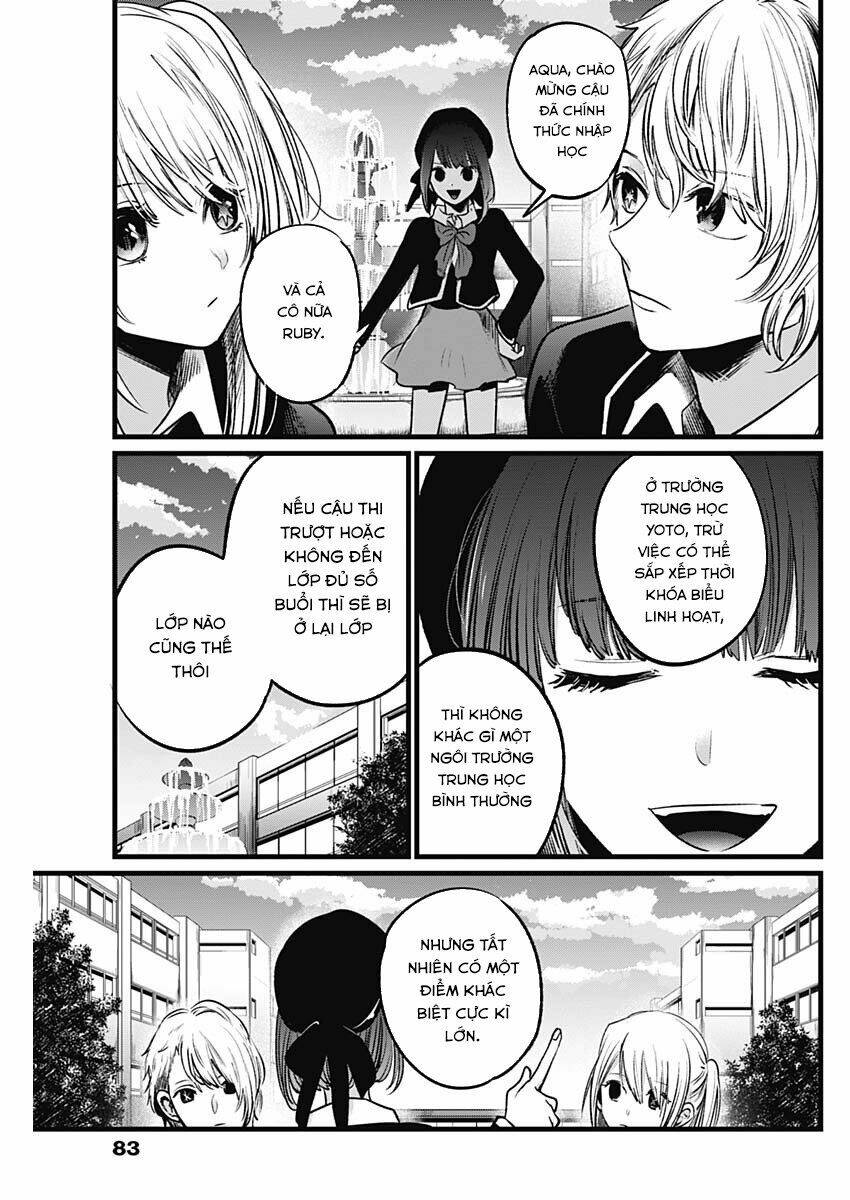 AQUA, CHÀO
MỪNG CẬU
ĐÃ CHÍNH
THỨC NHẬP
HỌC
VÀ CẢ
CÔ NỮA
RUBY.
Ở TRƯỜNG
TRUNG HỌC
YOTO, TRỪ
VIỆC CÓ THỂ
SẮP XẾP THỜI
KHÓA BIỂU
LINH HOẠT,
THÌ KHÔNG
KHÁC GÌ MỘT
NGÔI TRƯỜNG
TRUNG HỌC
BÌNH THƯỜNG
NẾU CẬU THI
TRƯỢT HOẶC
KHÔNG ĐẾN
LỚP ĐỦ SỐ
BUỔI THÌ SẼ BỊ
Ở LẠI LỚP
LỚP NÀO
CŨNG THẾ
THÔI
NHƯNG TẤT
NHIÊN CÓ MỘT
ĐIỂM KHÁC
BIỆT CỰC KÌ
LỚN.
83